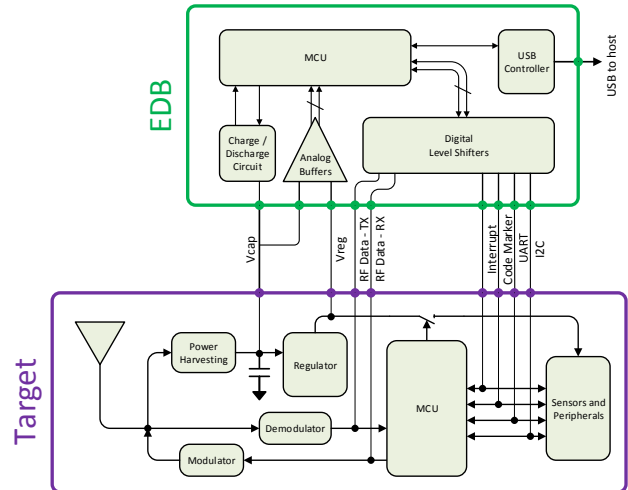 EDB
MCU
USB
Controller
USB to host
Charge /
Discharge
Circuit
Analog
Buffers
Digital
Level Shifters
Vcap
Vreg
RF Data - TX
RF Data - RX
Interrupt
Code Marker
UART
I2C
Target
Power
Harvesting
Regulator
MCU
Sensors and
Peripherals
Demodulator
Modulator